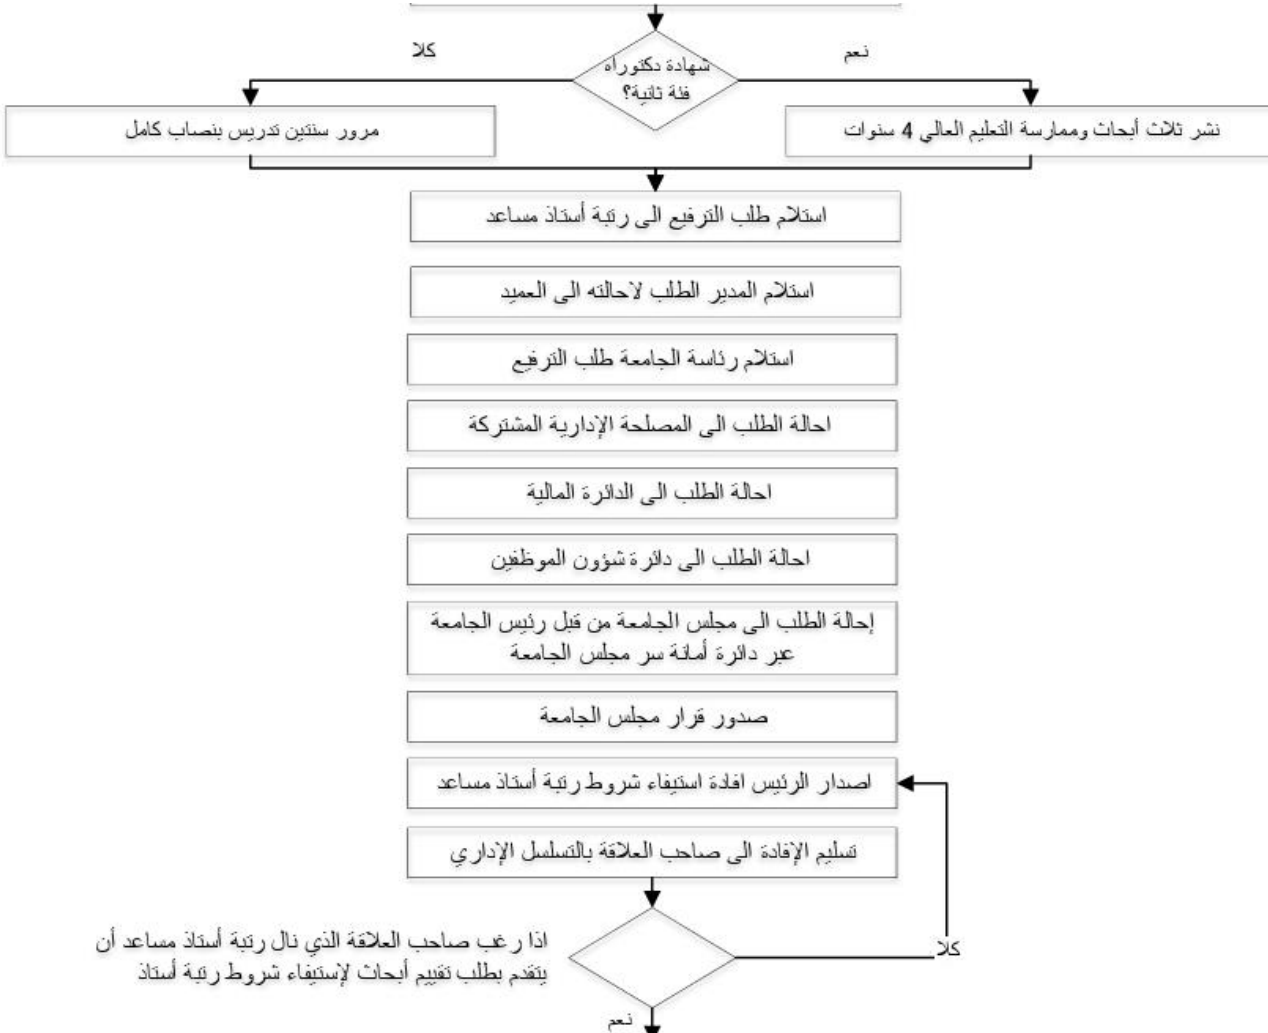 كلا
نعم
شهادة دكتوراه
فئة ثانية؟
نشر ثلاث أبحاث وممارسة التعليم العالي 4 سنوات
مرور سنتين تدريس بنصاب كامل
استلام طلب الترفيع الى رتبة أستاذ مساعد
استلام المدير الطلب لاحالته الى العميد
استلام رئاسة الجامعة طلب الترفيع
احالة الطلب الى المصلحة الإدارية المشتركة
احالة الطلب الى الدائرة المالية
احالة الطلب الى دائرة شؤون الموظفين
إحالة الطلب الى مجلس الجامعة من قبل رئيس الجامعة
عبر دائرة أمانة سر مجلس الجامعة
صدور قرار مجلس الجامعة
اصدار الرئيس افادة استيفاء شروط رتبة أستاذ مساعد
تسليم الإفادة الى صاحب العلاقة بالتسلسل الإداري
كلا
اذا رغب صاحب العلاقة الذي نال رتبة أستاذ مساعد أن
يتقدم بطلب تقييم أبحاث لإستيفاء شروط رتبة أستاذ
نعم